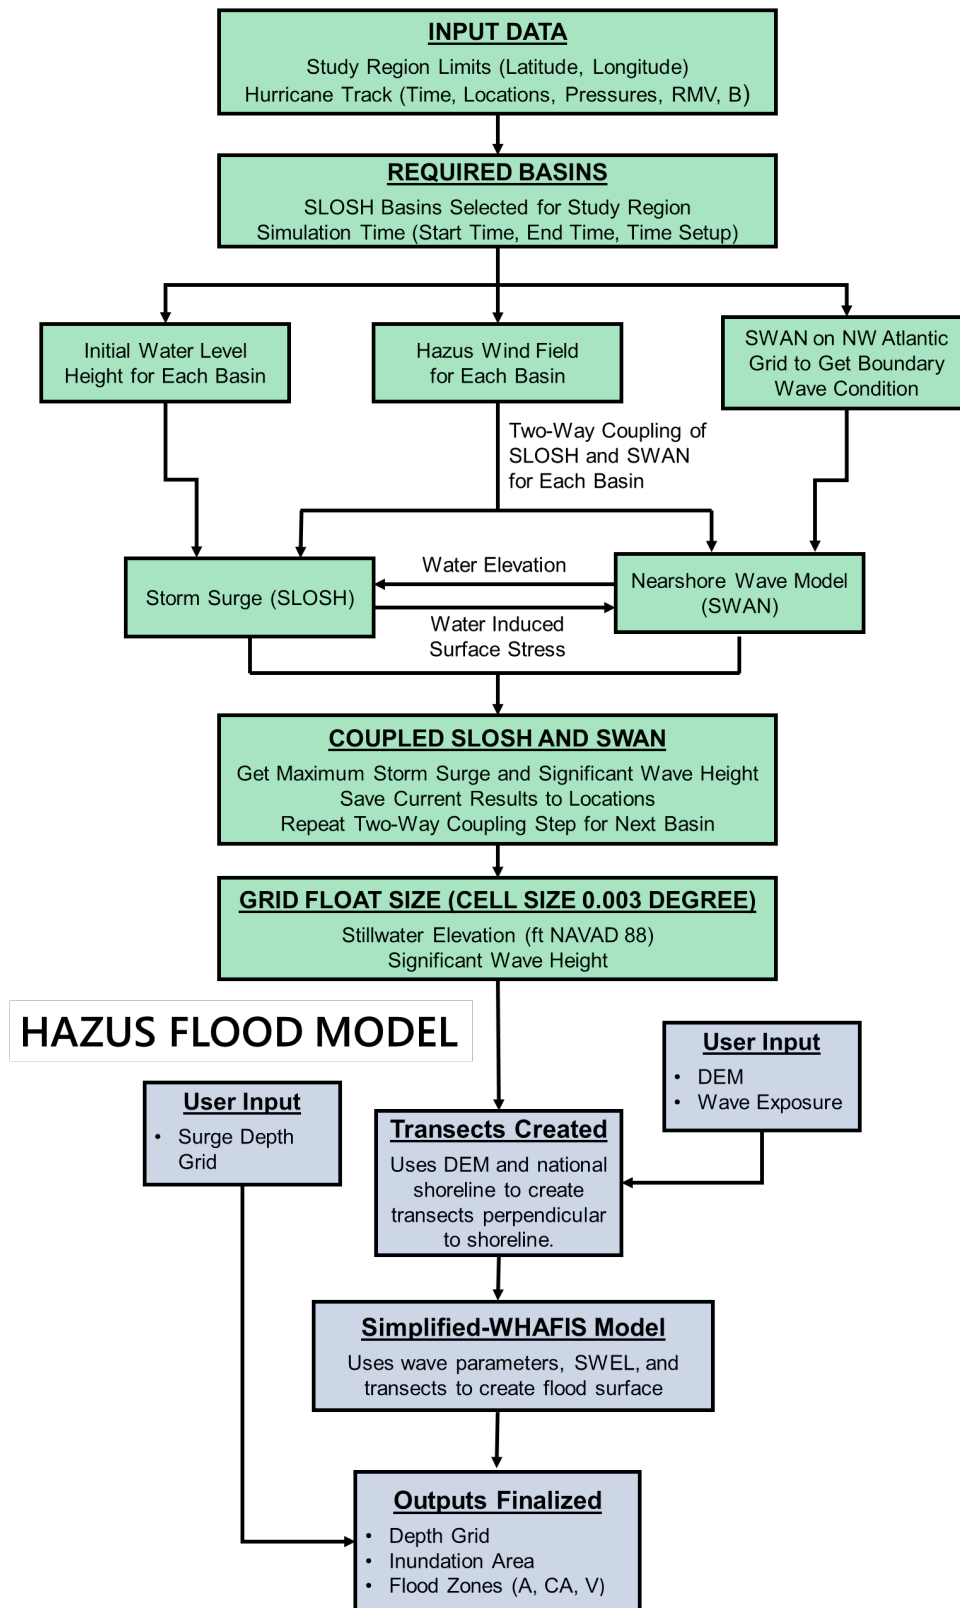 INPUT DATA
Study Region Limits (Latitude, Longitude)
Hurricane Track (Time, Locations, Pressures, RMV, B)
REQUIRED BASINS
SLOSH Basins Selected for Study Region
Simulation Time (Start Time, End Time, Time Setup)
Initial Water Level
Height for Each Basin
Hazus Wind Field
for Each Basin
SWAN on NW Atlantic
Grid to Get Boundary
Wave Condition
Two-Way Coupling of
SLOSH and SWAN
for Each Basin
Storm Surge (SLOSH)
Water Elevation
Water Induced
Surface Stress
Nearshore Wave Model
(SWAN)
COUPLED SLOSH AND SWAN
Get Maximum Storm Surge and Significant Wave Height
Save Current Results to Locations
Repeat Two-Way Coupling Step for Next Basin
GRID FLOAT SIZE (CELL SIZE 0.003 DEGREE)
Stillwater Elevation (ft NAVAD 88)
Significant Wave Height
HAZUS FLOOD MODEL
User Input
• DEM
• Wave Exposure
User Input
• Surge Depth
Grid
Transects Created
Uses DEM and national
shoreline to create
transects perpendicular
to shoreline.
Simplified-WHAFIS Model
Uses wave parameters, SWEL, and
transects to create flood surface
Outputs Finalized
• Depth Grid
• Inundation Area
• Flood Zones (A, CA, V)